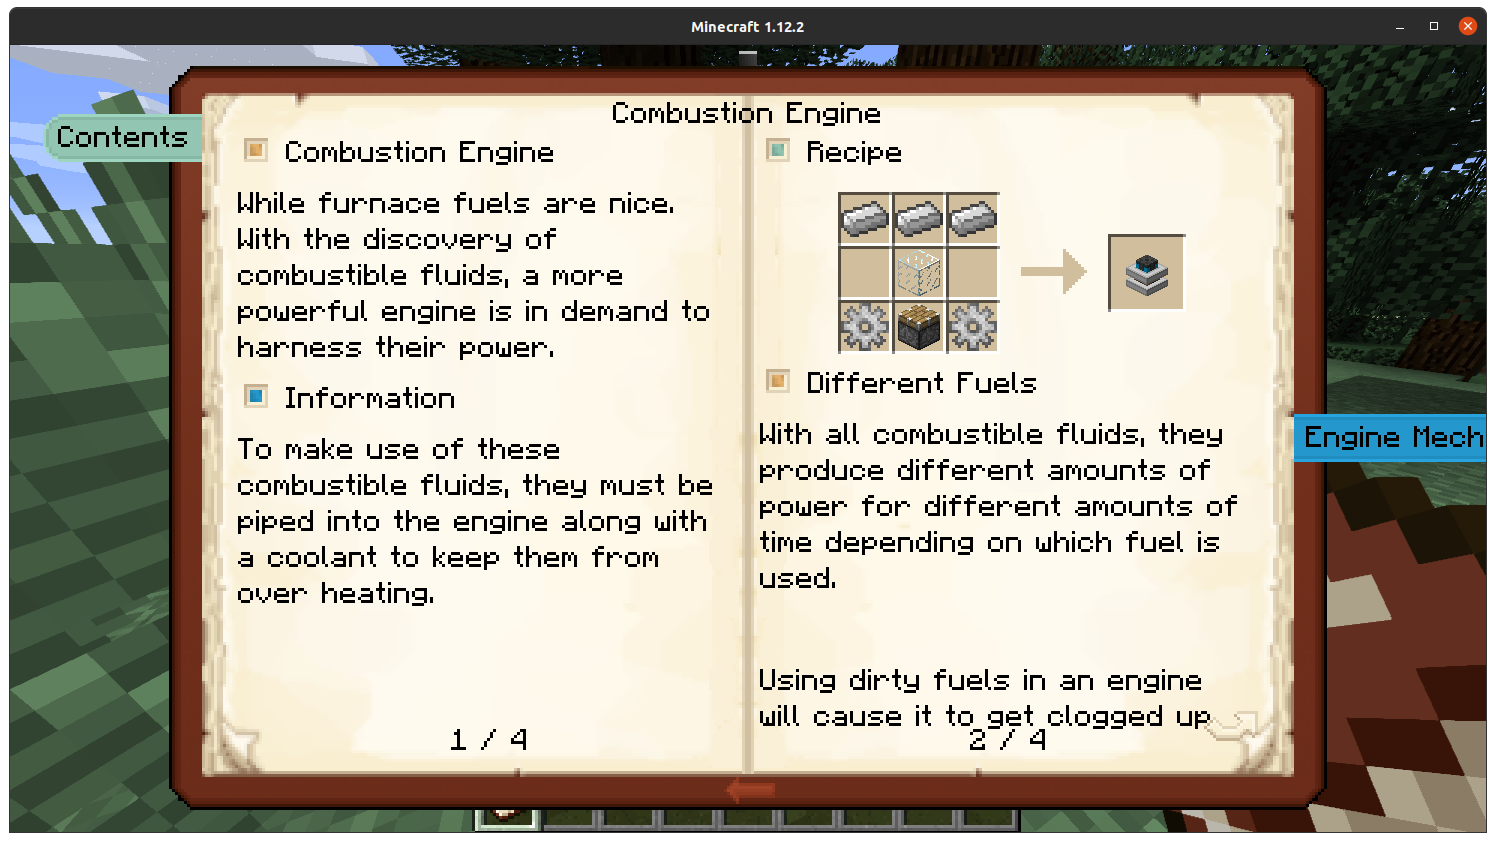 Minecraft 1.12.2
Contents
Combustion Engine
Combustion Engine
While furnace fuels are nice.
With the discovery of
combustible fluids, a more
powerful engine is in demand to
harness their power.
Information
To make use of these
combustible fluids, they must be
piped into the engine along with
a coolant to keep them from
over heating.
1 / 4
Recipe
Different Fuels
With all combustible fluids, they
produce different amounts of
power for different amounts of
time depending on which fuel is
used.
Using dirty fuels in an engine
will cause it to get clogged up
2 / 4
Engine Mech